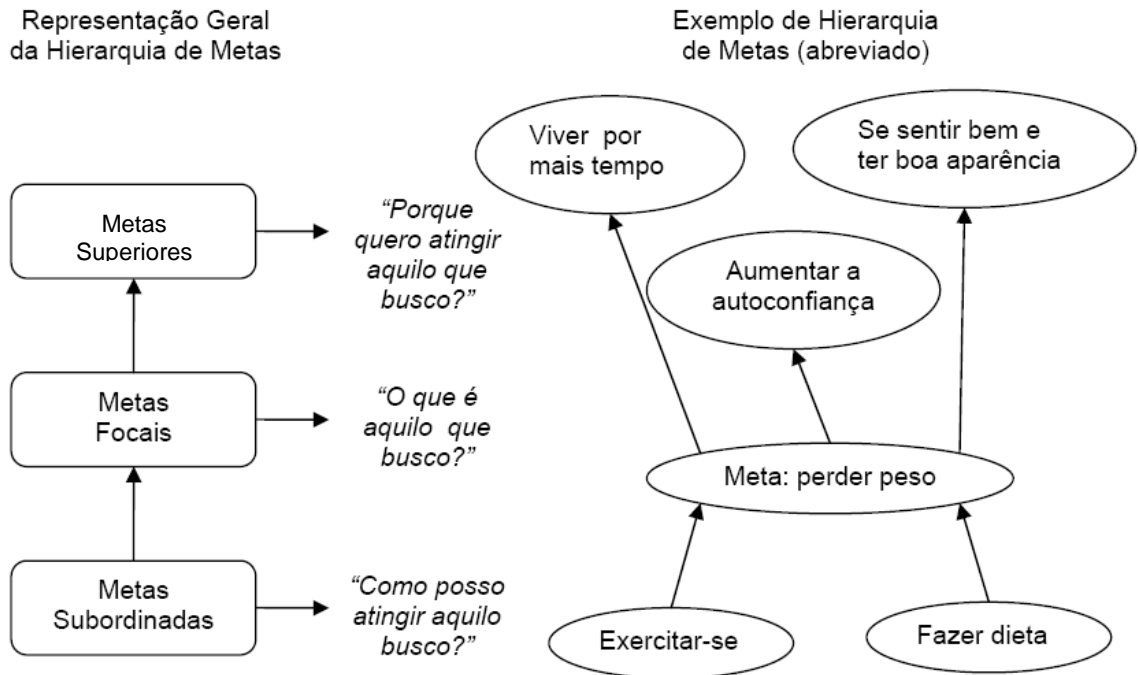 Representação Geral
da Hierarquia de Metas
Metas
Superiores
“Porque
quero atingir
aquilo que
busco?”
Metas
Focais
“O que é
aquilo que
busco?”
Metas
Subordinadas
“Como posso
atingir aquilo
busco?”
Exemplo de Hierarquia
de Metas (abreviado)
Viver por
mais tempo
Se sentir bem e
ter boa aparência
Aumentar a
autoconfiança
Meta: perder peso
Exercitar-se
Fazer dieta